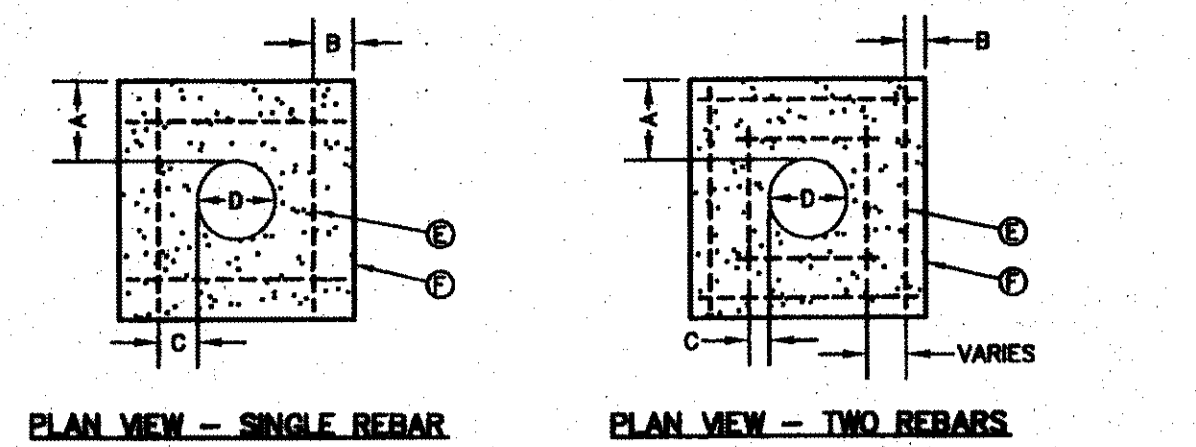 B
A
D
E
F
C
PLAN VIEW - SINGLE REBAR
B
A
D
E
F
C
VARIES
PLAN VIEW - TWO REBARS